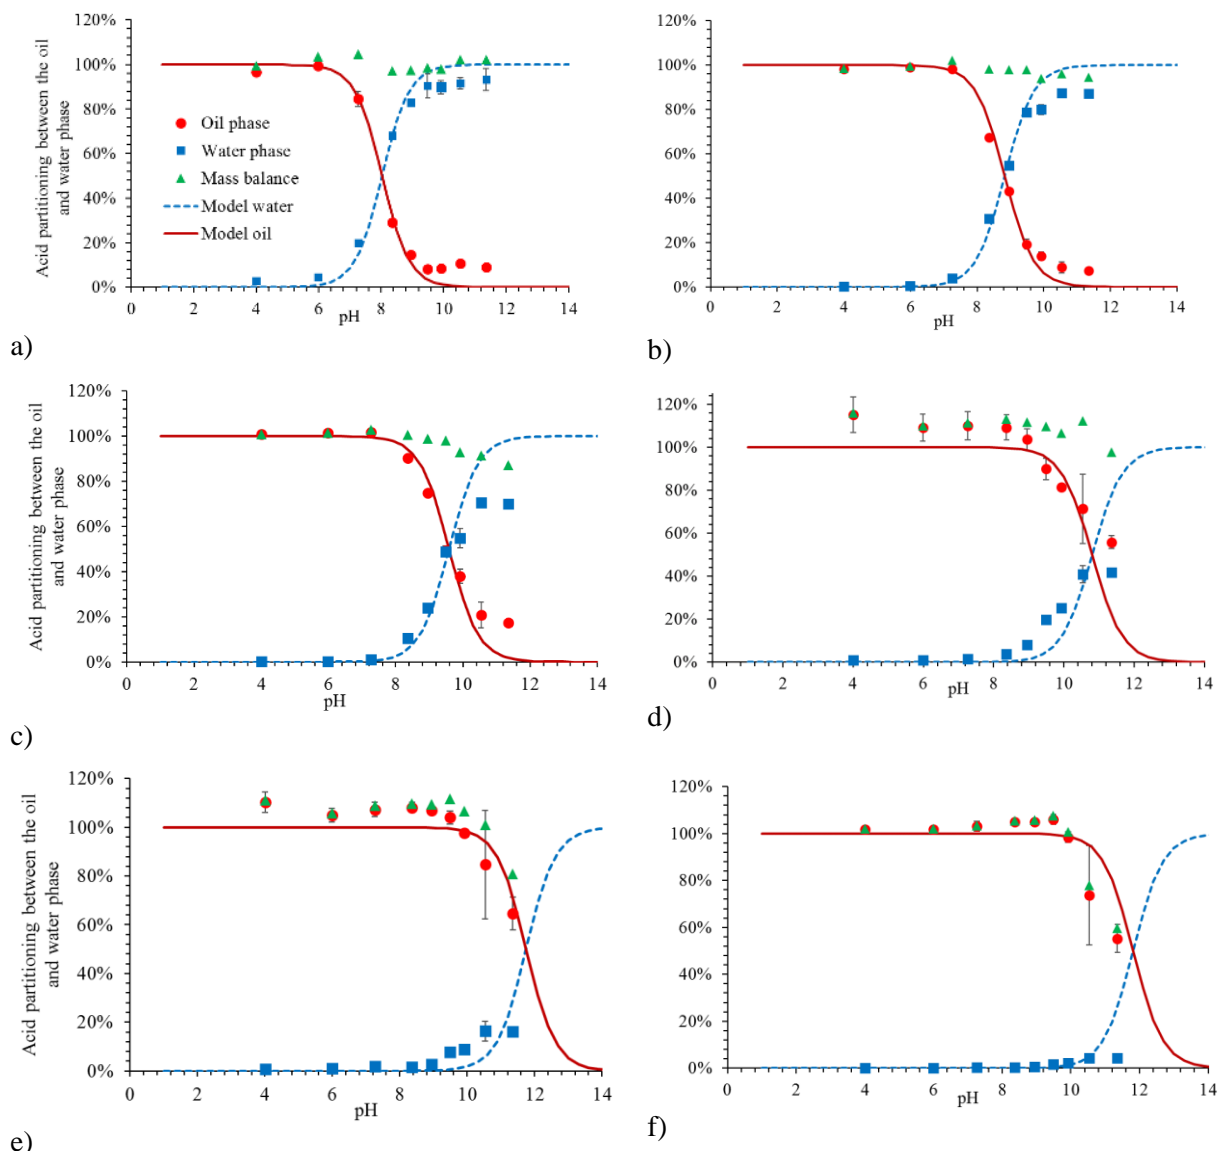 Acid partitioning between the oil
and water phase
120%
100%
80%
60%
40%
20%
0%
0 2 4 6 8 10 12 14
pH
Oil phase
Water phase
Mass balance
Model water
Model oil
a)
120%
100%
80%
60%
40%
20%
0%
0 2 4 6 8 10 12 14
pH
b)
Acid partitioning between the oil
and water phase
120%
100%
80%
60%
40%
20%
0%
0 2 4 6 8 10 12 14
pH
c)
120%
100%
80%
60%
40%
20%
0%
0 2 4 6 8 10 12 14
pH
d)
Acid partitioning between the oil
and water phase
120%
100%
80%
60%
40%
20%
0%
0 2 4 6 8 10 12 14
pH
e)
120%
100%
80%
60%
40%
20%
0%
0 2 4 6 8 10 12 14
pH
f)